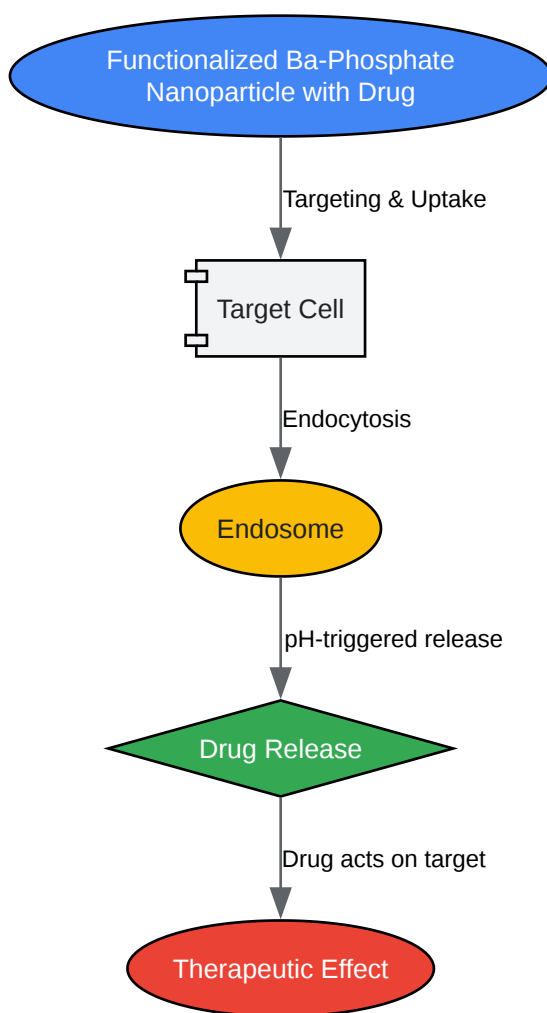 Functionalized Ba-Phosphate
Nanoparticle with Drug
Targeting & Uptake
Target Cell
Endocytosis
Endosome
pH-triggered release
Drug Release
Drug acts on target
Therapeutic Effect